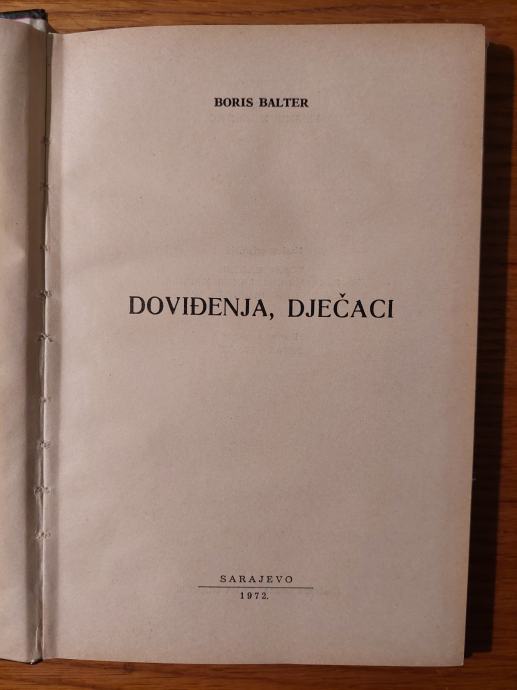 BORIS BALTER
DOVIĐENJA, DJEČACI
SARAJEVO
1972.